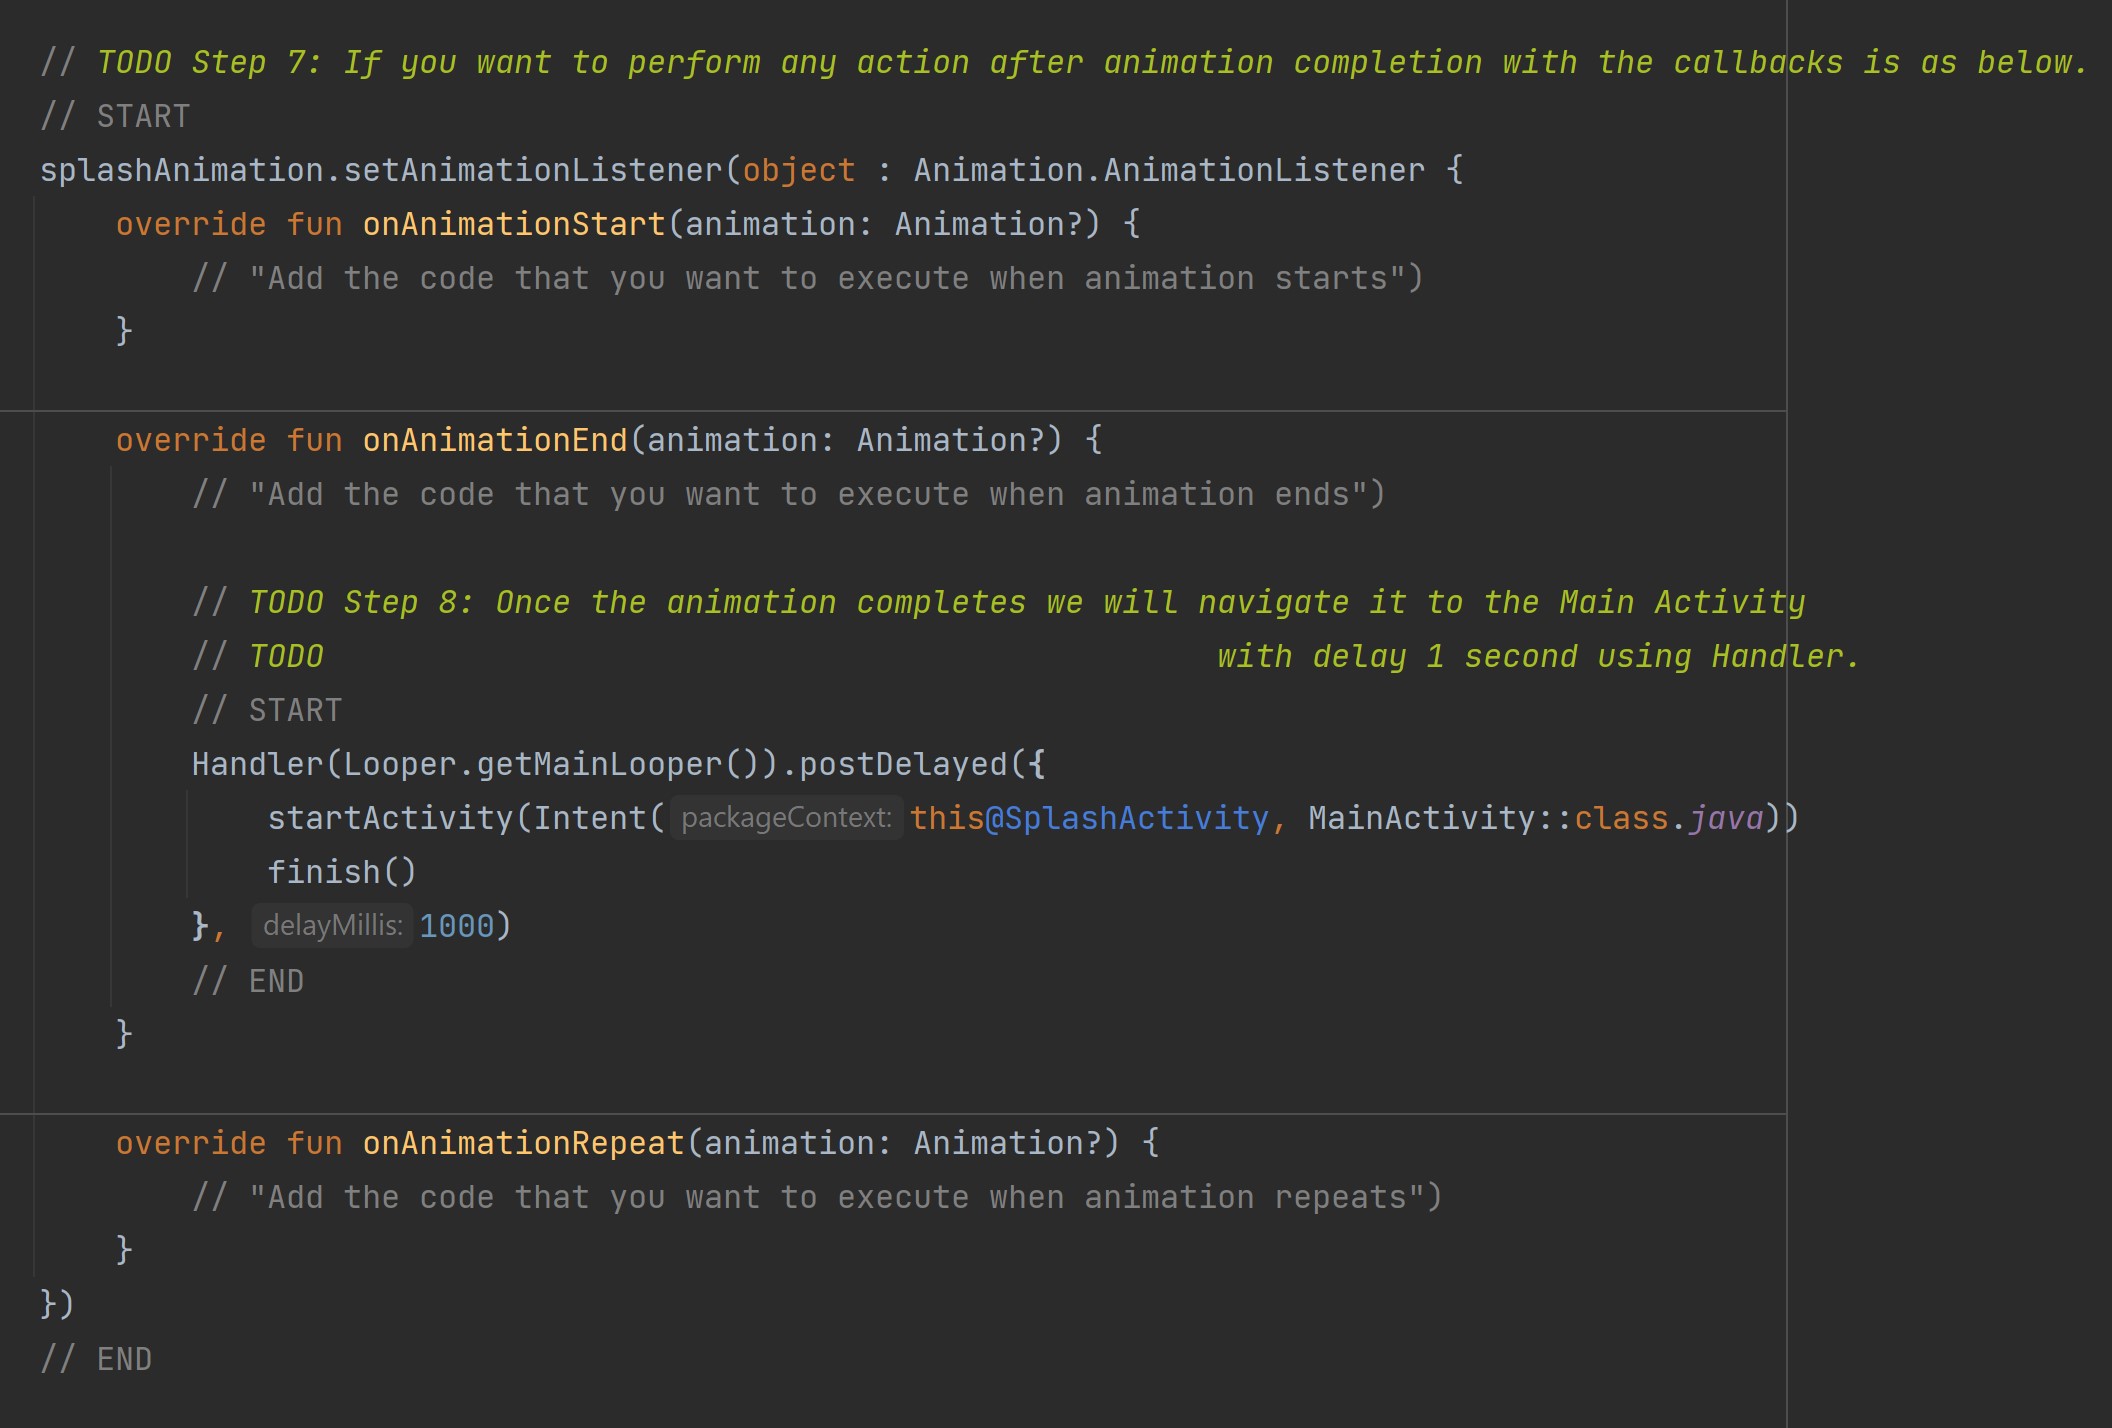 // TODO Step 7: If you want to perform any action after animation completion with the callbacks is as below.
// START
splashAnimation.setAnimationListener(object : Animation.AnimationListener {
    override fun onAnimationStart(animation: Animation?) {
        // "Add the code that you want to execute when animation starts")
    }

    override fun onAnimationEnd(animation: Animation?) {
        // "Add the code that you want to execute when animation ends")

        // TODO Step 8: Once the animation completes we will navigate it to the Main Activity
        // TODO                                               with delay 1 second using Handler.
        // START
        Handler(Looper.getMainLooper()).postDelayed({
            startActivity(Intent( packageContext: this@SplashActivity, MainActivity::class.java))
            finish()
        }, delayMillis: 1000)
        // END
    }

    override fun onAnimationRepeat(animation: Animation?) {
        // "Add the code that you want to execute when animation repeats")
    }
})
// END